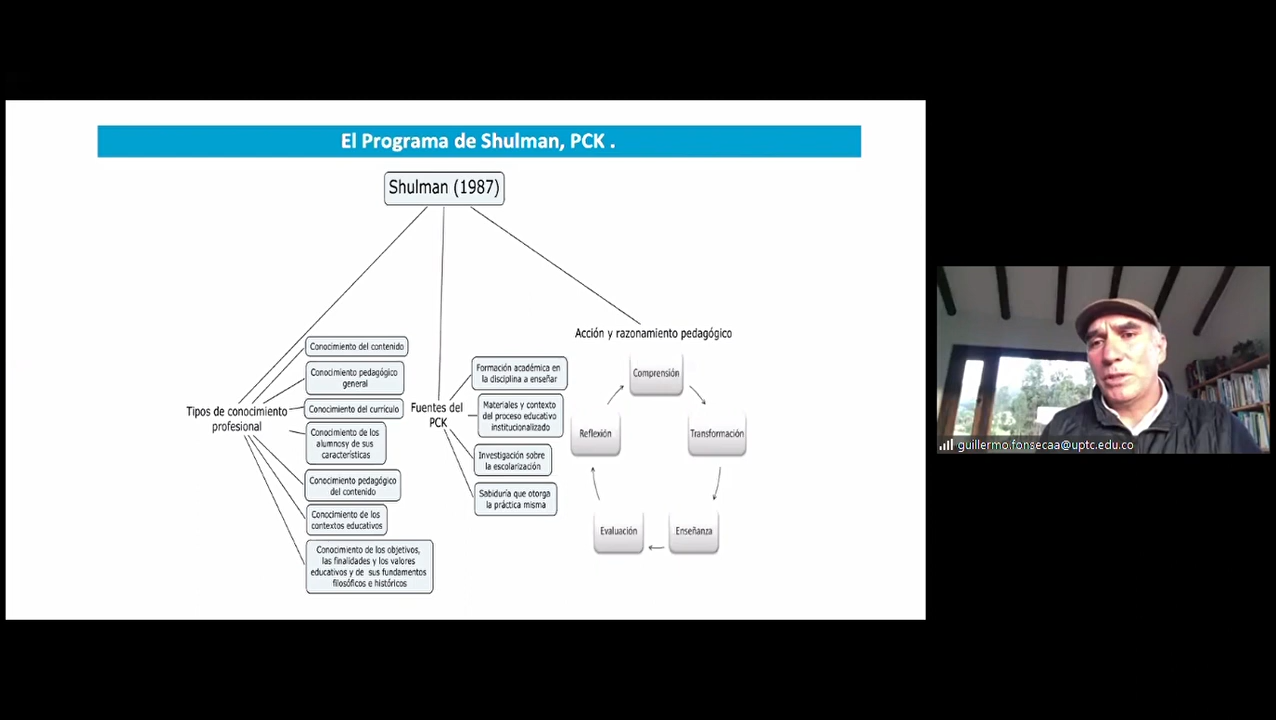 El Programa de Shulman, PCK .
Shulman (1987)
Tipos de conocimiento
profesional
Conocimiento del contenido
Conocimiento pedagógico
general
Conocimiento del currículo
Conocimiento de los
alumnosy de sus
características
Conocimiento pedagógico
del contenido
Conocimiento de los
contextos educativos
Conocimiento de los objetivos,
las finalidades y los valores
educativos y de sus fundamentos
filosóficos e históricos
Fuentes del
PCK
Formación académica en
la disciplina a enseñar
Materiales y contexto
del proceso educativo
institucionalizado
Investigación sobre
la escolarización
Sabiduría que otorga
la práctica misma
Acción y razonamiento pedagógico
Comprensión
Transformación
Enseñanza
Evaluación
Reflexión
guillermo.fonsecaa@uptc.edu.co